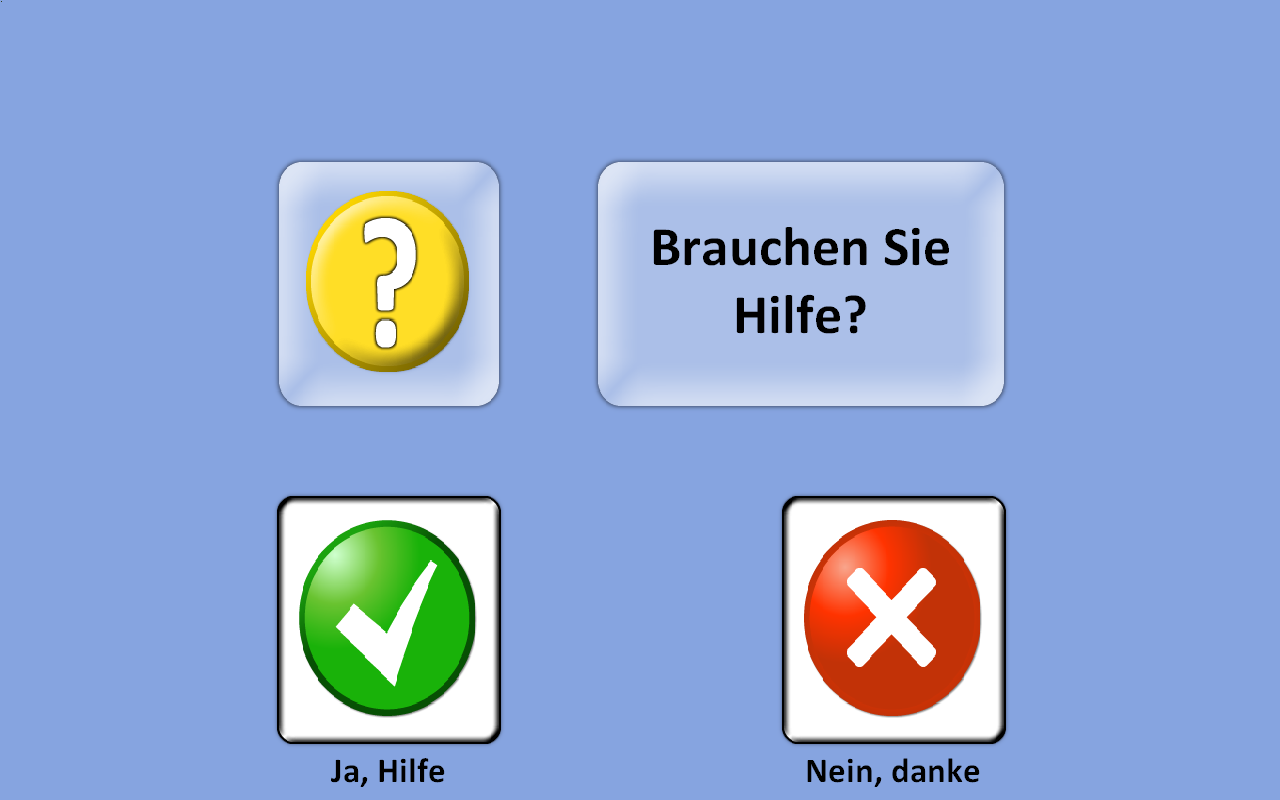 Brauchen Sie
Hilfe?
Ja, Hilfe
Nein, danke